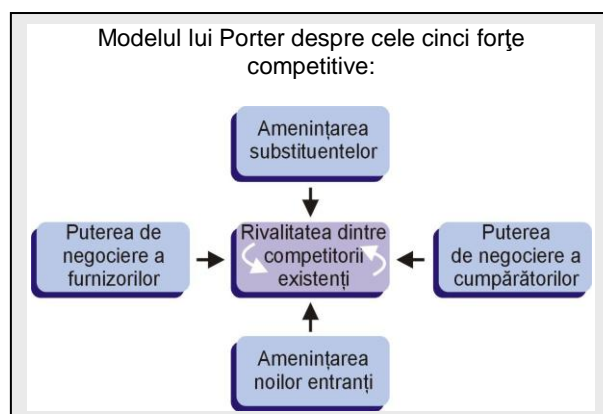 Modelul lui Porter despre cele cinci forţe
competitive:
Amenințarea
substituentelor
Puterea de
negociere a
furnizorilor
Rivalitatea dintre
competitorii
existenți
Puterea
de negociere a
cumpărătorilor
Amenințarea
noilor entranți